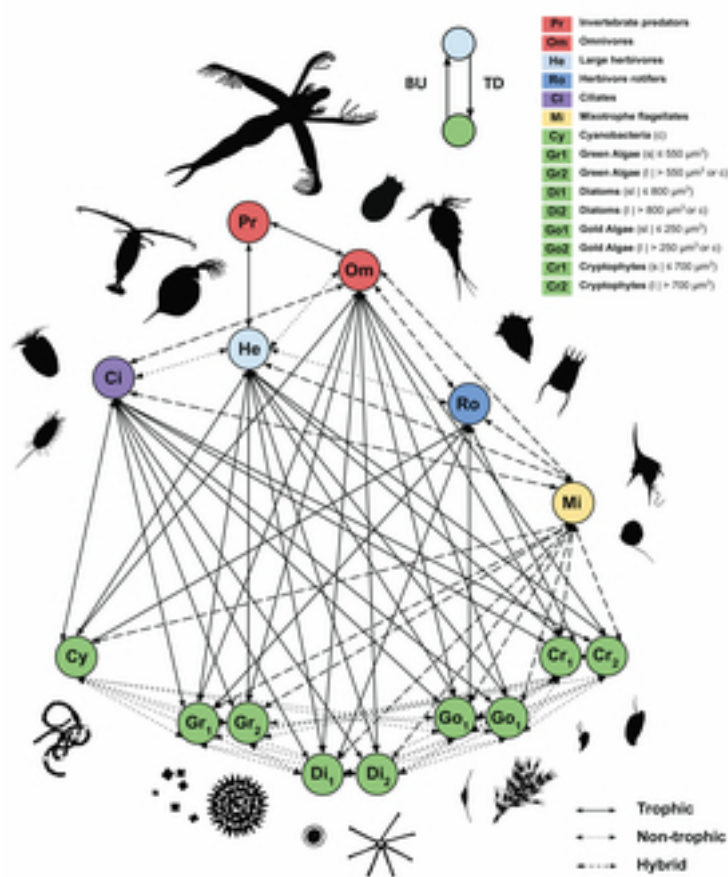 Pr Invertebrate predators
Om Omnivores
He Large herbivores
Ro Herbivore rotifers
Ci Ciliates
Mi Mixotrophe flagellates
Cy Cyanobacteria (c)
Gr1 Green Algae (s| ≤ 550 µm³)
Gr2 Green Algae (l | > 550 µm³ or c)
Di1 Diatoms (sl | ≤ 800 µm³)
Di2 Diatoms (l | > 800 µm³ or c)
Go1 Gold Algae (sl | ≤ 250 µm³)
Go2 Gold Algae (l | > 250 µm³ or c)
Cr1 Cryptophytes (s | ≤ 700 µm³)
Cr2 Cryptophytes (l | > 700 µm³)
BU TD
Pr
Om
He
Ci
Ro
Mi
Cy
Cr1 Cr2
Gr1 Gr2
Go1 Go1
Di1 Di2
Trophic
Non-trophic
Hybrid